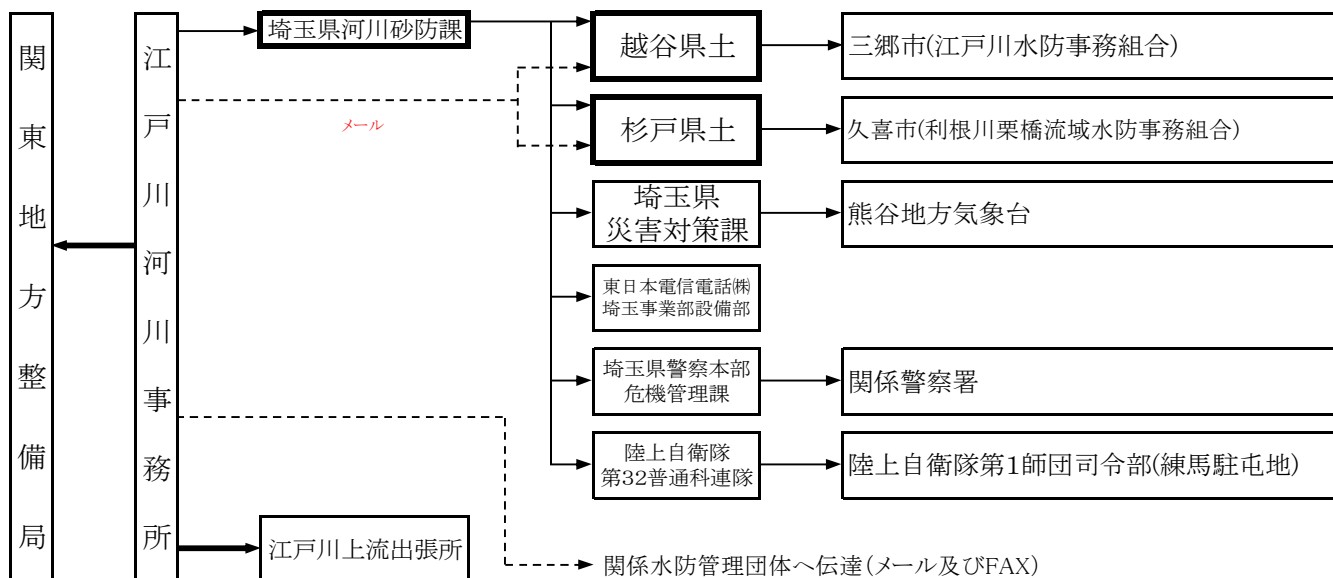 関東地方整備局
江戸川河川事務所
埼玉県河川砂防課
メール
越谷県土
三郷市(江戸川水防事務組合)
杉戸県土
久喜市(利根川栗橋流域水防事務組合)
埼玉県
災害対策課
熊谷地方気象台
東日本電信電話㈱
埼玉事業部設備部
埼玉県警察本部
危機管理課
関係警察署
陸上自衛隊
第32普通科連隊
陸上自衛隊第1師団司令部(練馬駐屯地)
江戸川上流出張所
関係水防管理団体へ伝達(メール及びFAX)